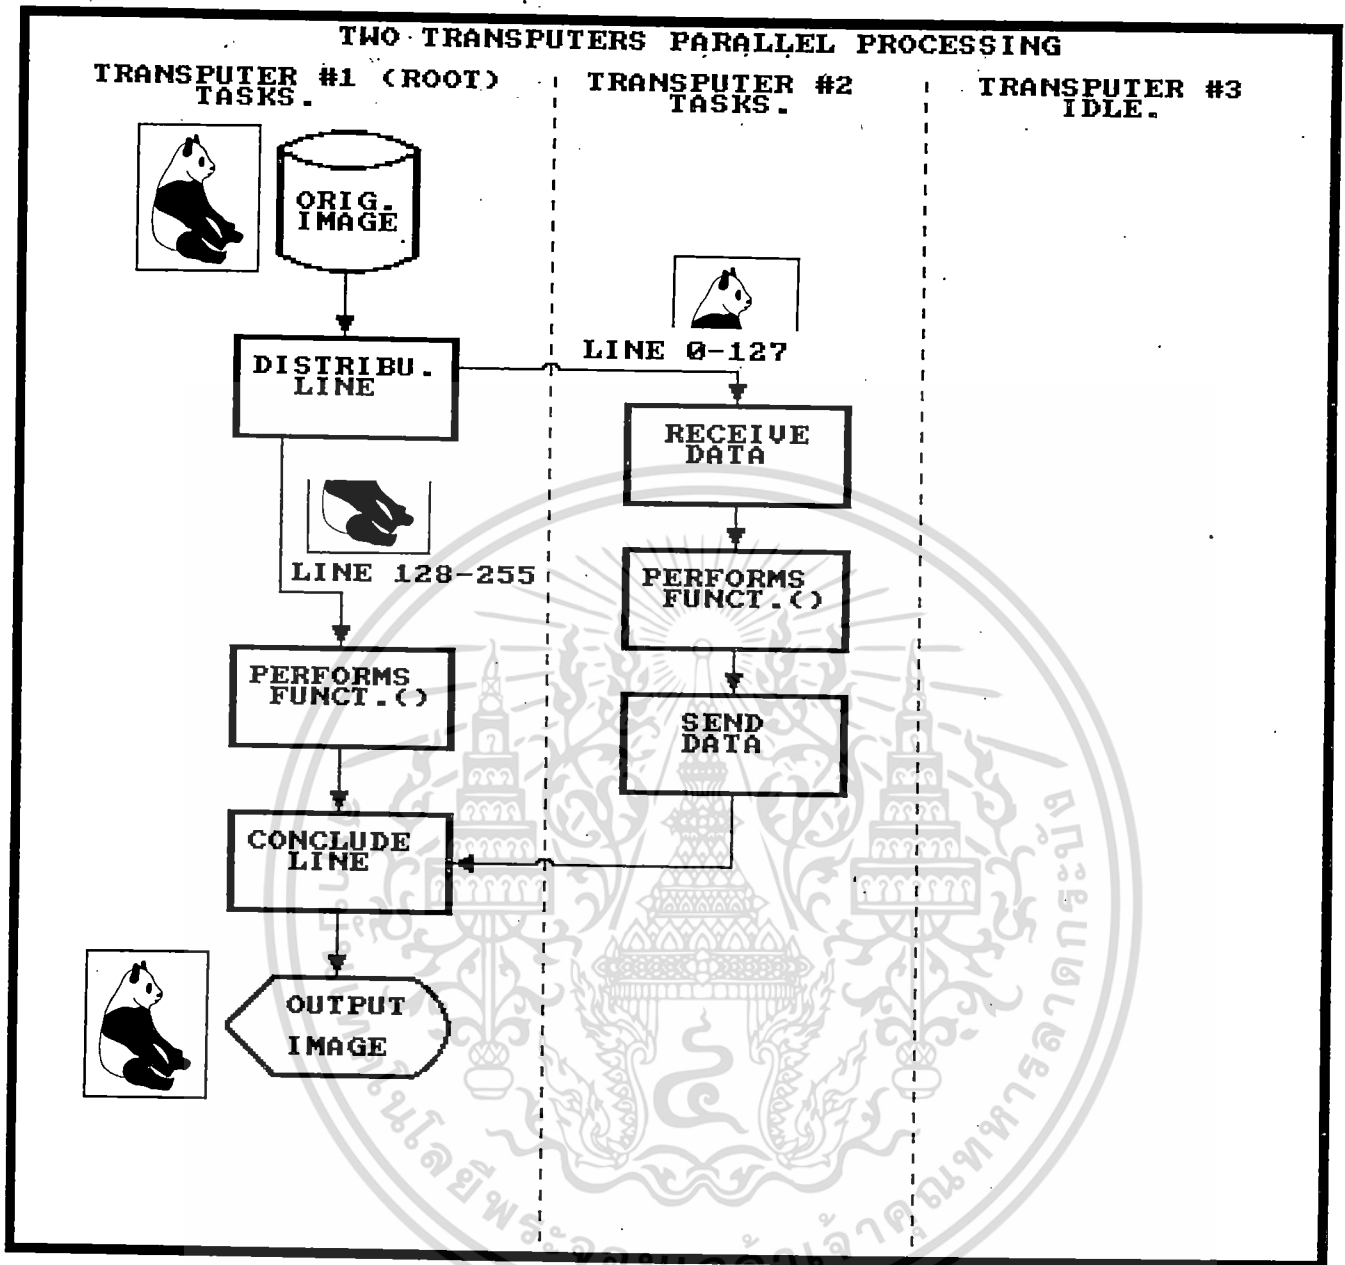 TWO TRANSPUTERS PARALLEL PROCESSING
TRANSPUTER #1 (ROOT)
TASKS.
TRANSPUTER #2
TASKS.
TRANSPUTER #3
IDLE.
ORIG.
IMAGE
DISTRIBU.
LINE
LINE 0-127
RECEIVE
DATA
LINE 128-255
PERFORMS
FUNCT.()
PERFORMS
FUNCT.()
SEND
DATA
CONCLUDE
LINE
OUTPUT
IMAGE